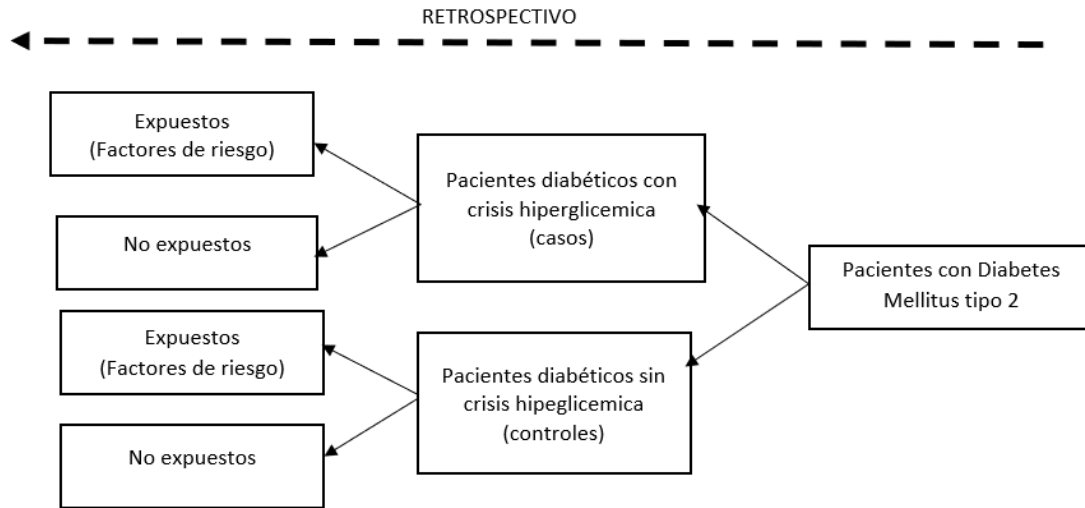 RETROSPECTIVO
Expuestos
(Factores de riesgo)
No expuestos
Expuestos
(Factores de riesgo)
No expuestos
Pacientes diabéticos con
crisis hiperglicemica
(casos)
Pacientes diabéticos sin
crisis hipeglicemica
(controles)
Pacientes con Diabetes
Mellitus tipo 2